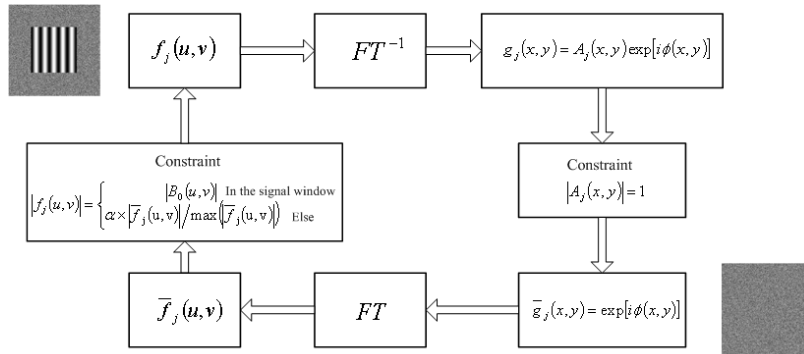 f_j(u,v)
FT^{-1}
g_j(x,y) = A_j(x,y)exp[iϕ(x,y)]
Constraint
|f_j(u,v)| = { |B_0(u,v)| In the signal window
α×|f̅_j(u,v)|/max(|f̅_j(u,v)|) Else
Constraint
|A_j(x,y)| = 1
f̅_j(u,v)
FT
g̅_j(x,y) = exp[iϕ(x,y)]